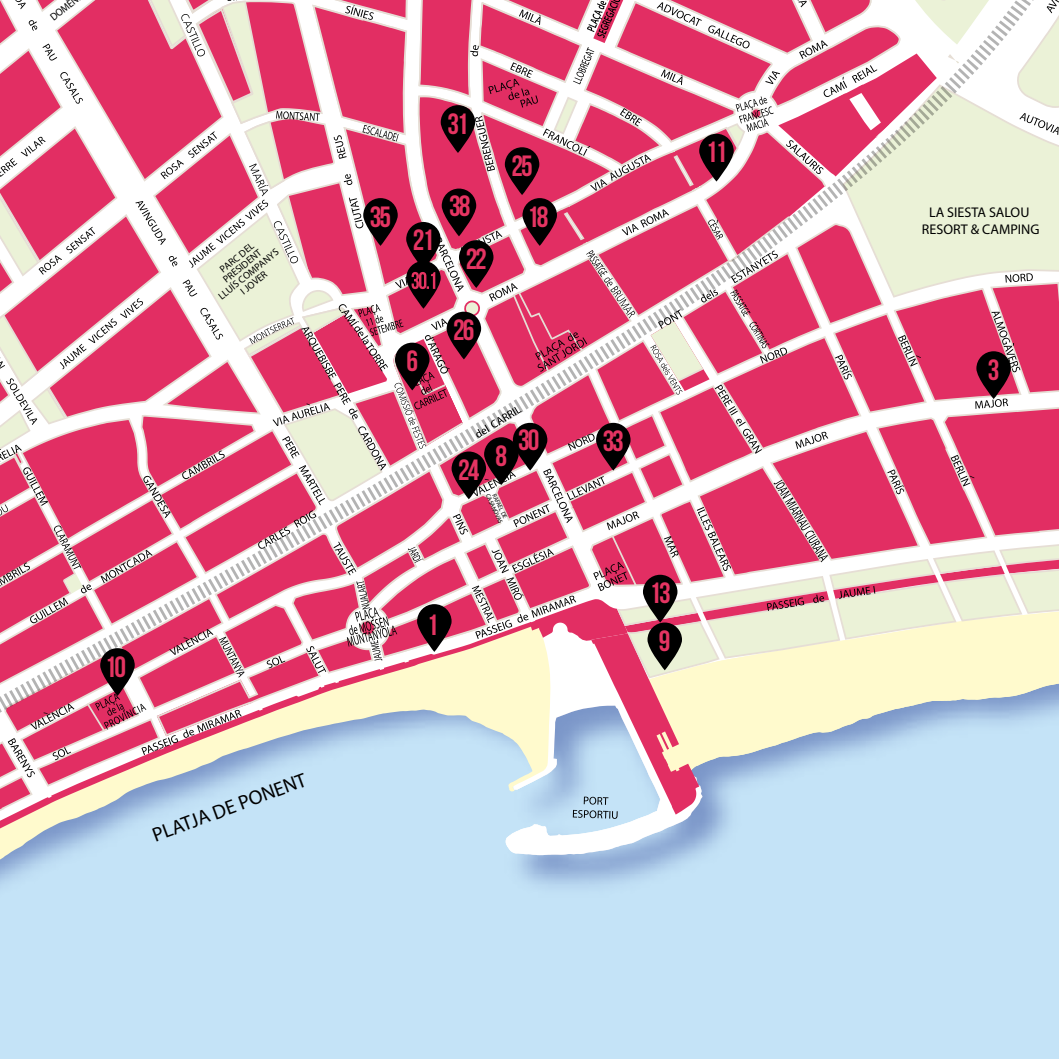 de
PAU
CASALS
CASTILLO
SÍNIES
MILÀ
PLAÇA de
ADVOCAT GALLEGO
ROMA
VIA
CAMÍ REIAL
AUTOVIA
de
EBRE
PLAÇA
de la
PAU
LLOBREGAT
MILÀ
EBRE
PLAÇA de
FRANCESC
MACIÀ
MONTSANT
ESCALADEI
REUS
de
CIUTAT
31
BERENGUER
FRANCOLÍ
25
11
SALAURIS
VILAR
ROSA SENSAT
MARIA
CASTILLO
VIA AUGUSTA
35
38
18
VIA ROMA
CÈSAR
LA SIESTA SALOU
RESORT & CAMPING
AVINGUDA
de
PAU
CASALS
JAUME VICENS VIVES
ROSA SENSAT
PARC DEL
PRESIDENT
LLUÍS COMPANYS
I JOVER
21
22
30.1
BARCELONA
ROMA
PASSATGE de BRUMAR
ESTANYETS
dels
PONT
NORD
JAUME VICENS VIVES
MONTSERRAT
CAMÍ de la TORRE
PLAÇA
11 de
SETEMBRE
VIA
26
d'ARAGÓ
PLAÇA de
SANT JORDI
ALMOGÀVERS
BERLÍN
NORD
PARÍS
3
MAJOR
SOLDEVILA
ARQUEBISBE PERE de CARDONA
6
CARRILET
COMISSIÓ de FESTES
ROSA dels VENTS
VIA AURELIA
del CARRIL
PERE III el GRAN
MAJOR
PERE
MARTELL
CAMBRILS
GANDESA
30
8
24
NORD
33
VALÈNCIA
BARCELONA
LLEVANT
PARÍS
BERLÍN
GUILLEM
CLARAMUNT
CARLES ROIG
PINS
PONENT
MAJOR
JOAN MIARNAU CIURANA
ILLES BALEARS
MAR
GUILLEM
de
MONTCADA
TAUSTE
JARDÍ
JOAN MIRÓ
ESGLÉSIA
MESTRAL
PLAÇA
BONET
13
PASSEIG de JAUME I
PLAÇA
de MOSSÈN
MUNTANYOLA
JAUME
1
PASSEIG de MIRAMAR
9
VALÈNCIA
MUNTANYA
SOL
SALUT
10
PLAÇA
de la
PROVÍNCIA
VALÈNCIA
SOL
PASSEIG de MIRAMAR
BARENYS
PLATJA DE PONENT
PORT
ESPORTIU